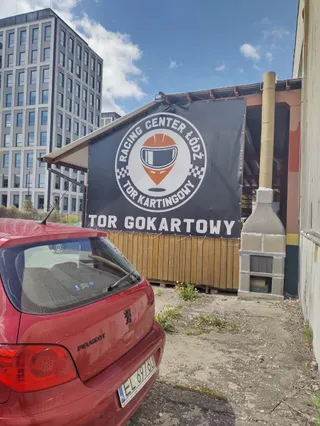 RACING CENTER ŁÓDŹ
TOR KARTINGOWY
TOR GOKARTOWY
PEUGEOT